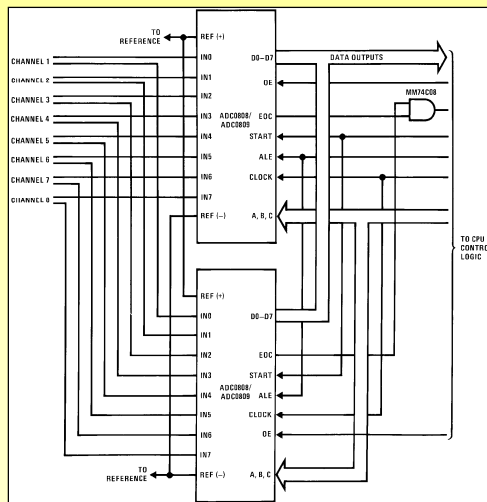 TO
REFERENCE
REF (+)
CHANNEL 1
IN0
D0–D7
DATA OUTPUTS
CHANNEL 2
IN1
OE
MM74C08
CHANNEL 3
IN2
CHANNEL 4
IN3
ADC0808/
ADC0809
EOC
CHANNEL 5
IN4
START
CHANNEL 6
IN5
ALE
CHANNEL 7
IN6
CLOCK
CHANNEL 8
IN7
REF (–)
A, B, C
TO CPU
CONTROL
LOGIC
REF (+)
IN0
D0–D7
IN1
IN2
EOC
IN3
START
ADC0808/
ADC0809
IN4
ALE
IN5
CLOCK
IN6
OE
IN7
TO
REFERENCE
REF (–)
A, B, C